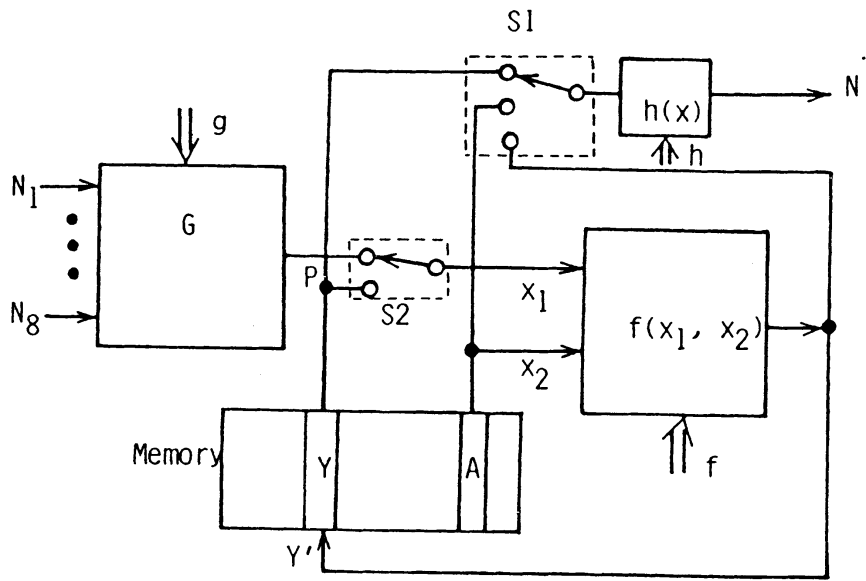 S1
N
h(x)
h
g
N₁
G
P
S2
x₁
N₈
f(x₁, x₂)
x₂
Memory
Y
A
f
Y'